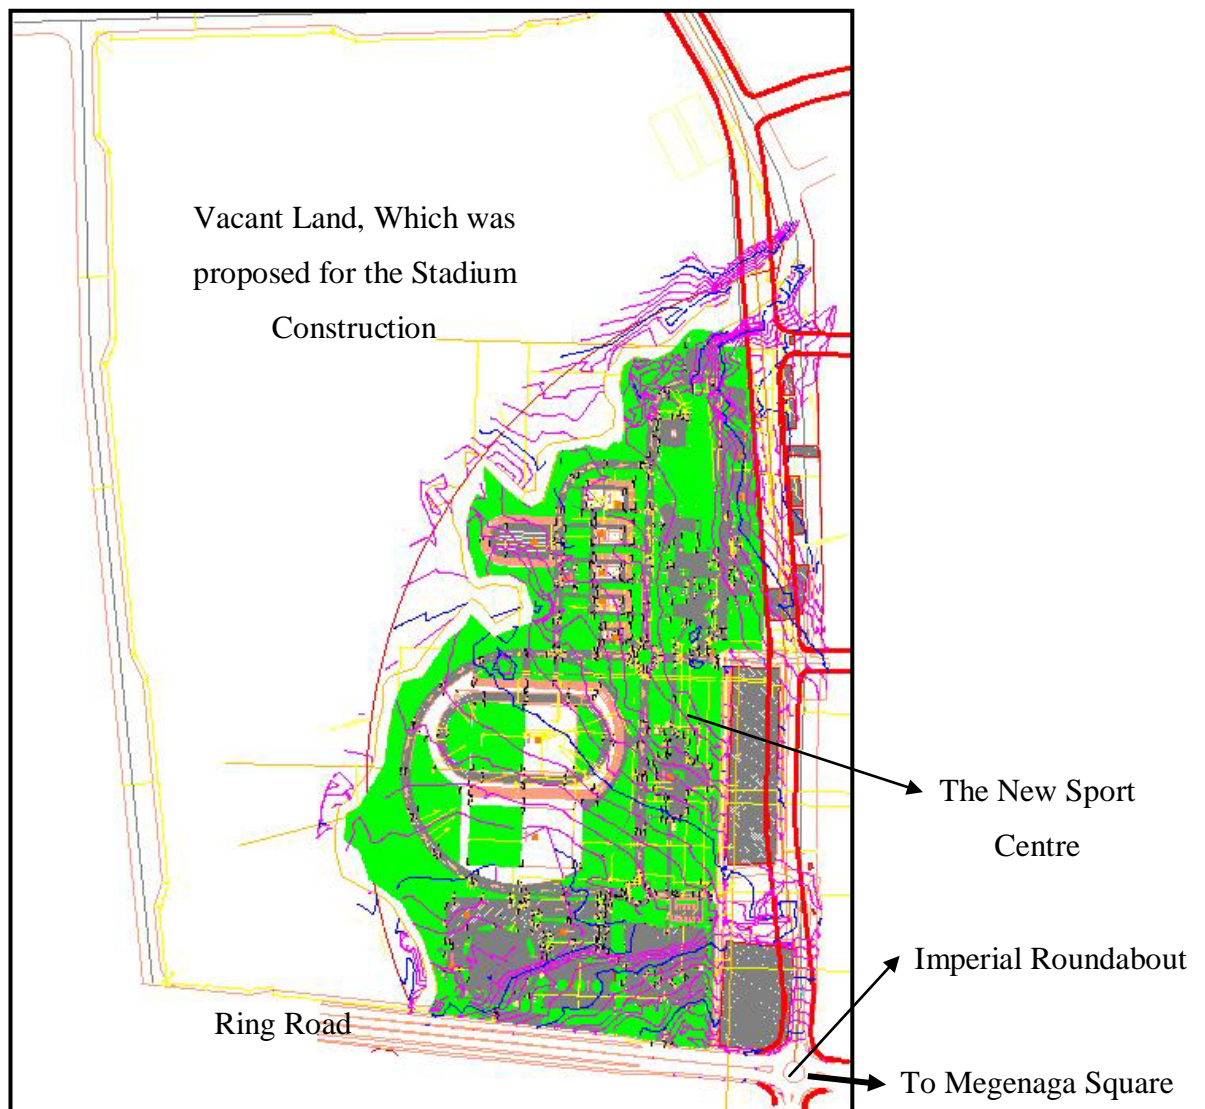 Vacant Land, Which was
proposed for the Stadium
Construction
The New Sport
Centre
Imperial Roundabout
Ring Road
To Megenaga Square